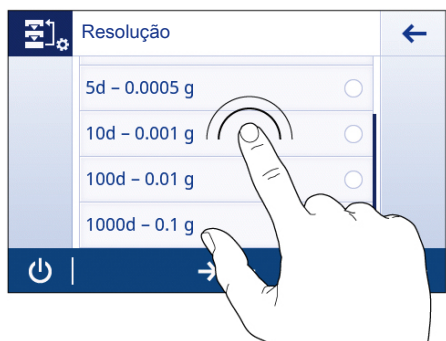 Resolução
5d – 0.0005 g
10d – 0.001 g
100d – 0.01 g
1000d – 0.1 g